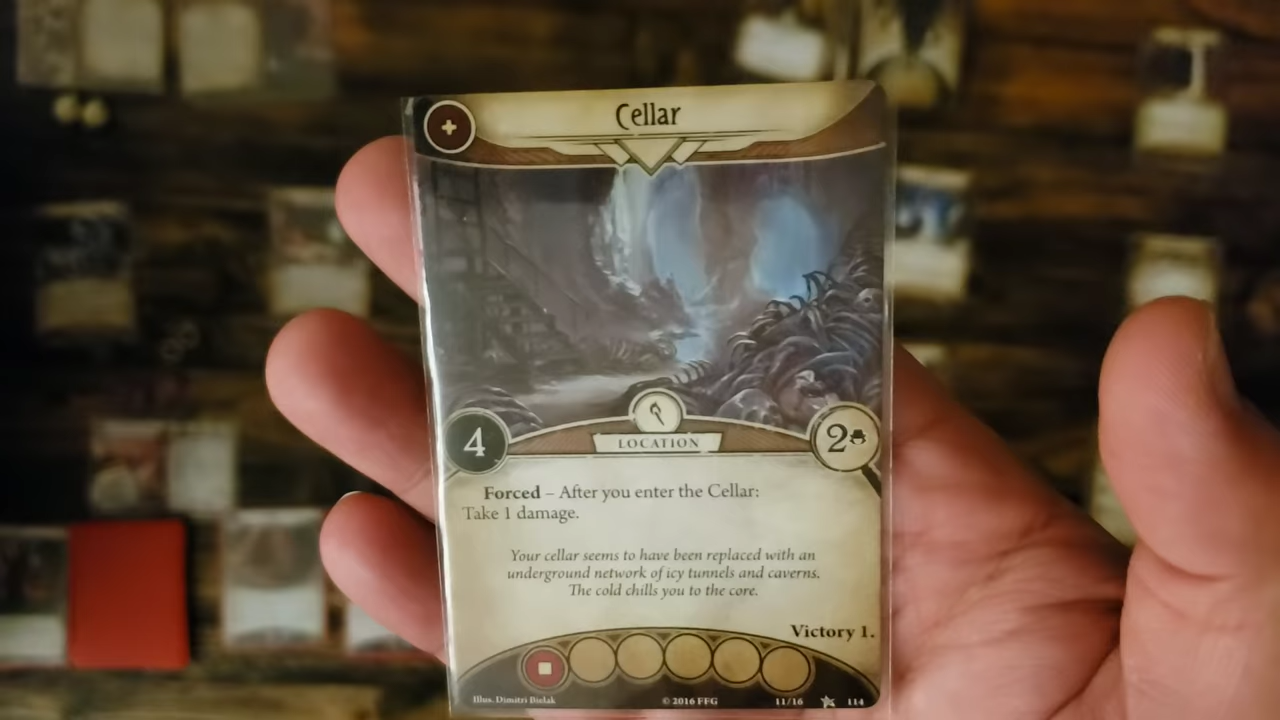 Cellar
4
LOCATION
2
Forced – After you enter the Cellar:
Take 1 damage.
Your cellar seems to have been replaced with an
underground network of icy tunnels and caverns.
The cold chills you to the core.
Victory 1.
Illus. Dimitri Bielak © 2016 FFG 11/16 114